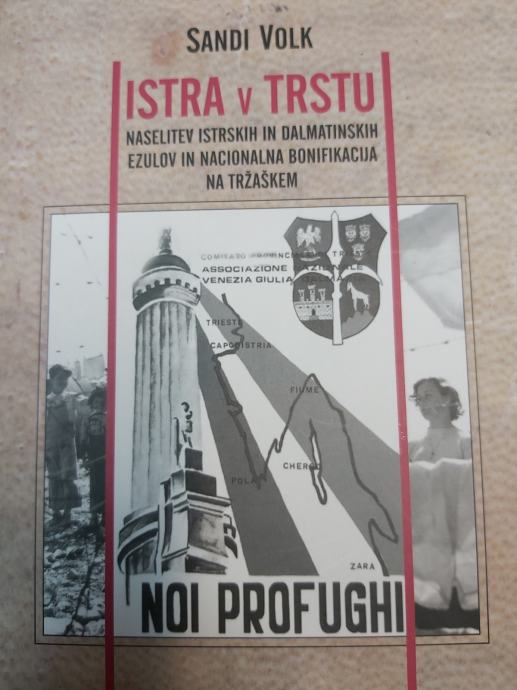 SANDI VOLK
ISTRA V TRSTU
NASELITEV ISTRSKIH IN DALMATINSKIH
EZULOV IN NACIONALNA BONIFIKACIJA
NA TRŽAŠKEM
COMITATO
ASSOCIAZIONE
VENEZIA GIULIA
TRIESTE
CAPODISTRIA
FIUME
CHERSO
POLA
ZARA
NOI PROFUGHI